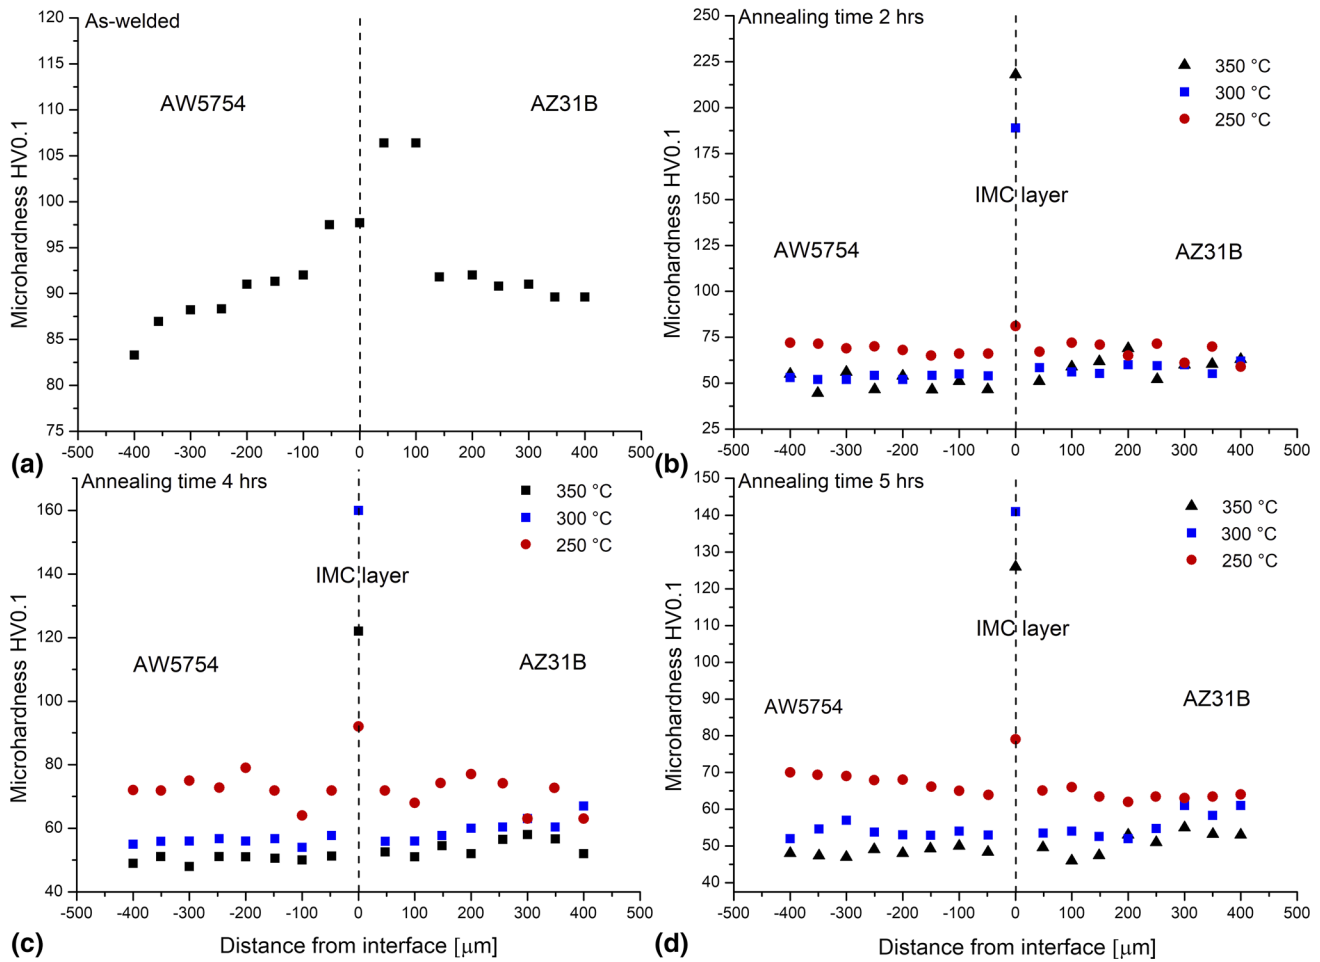 As-welded
AW5754
AZ31B
Microhardness HV0.1
120
115
110
105
100
95
90
85
80
75
-500 -400 -300 -200 -100 0 100 200 300 400 500
(a)
Annealing time 2 hrs
350 °C
300 °C
250 °C
IMC layer
AW5754
AZ31B
Microhardness HV0.1
250
225
200
175
150
125
100
75
50
25
-500 -400 -300 -200 -100 0 100 200 300 400 500
(b)
Annealing time 4 hrs
350 °C
300 °C
250 °C
IMC layer
AW5754
AZ31B
Microhardness HV0.1
160
140
120
100
80
60
40
-500 -400 -300 -200 -100 0 100 200 300 400 500
Distance from interface [μm]
(c)
Annealing time 5 hrs
350 °C
300 °C
250 °C
IMC layer
AW5754
AZ31B
Microhardness HV0.1
150
140
130
120
110
100
90
80
70
60
50
40
-500 -400 -300 -200 -100 0 100 200 300 400 500
Distance from interface [μm]
(d)